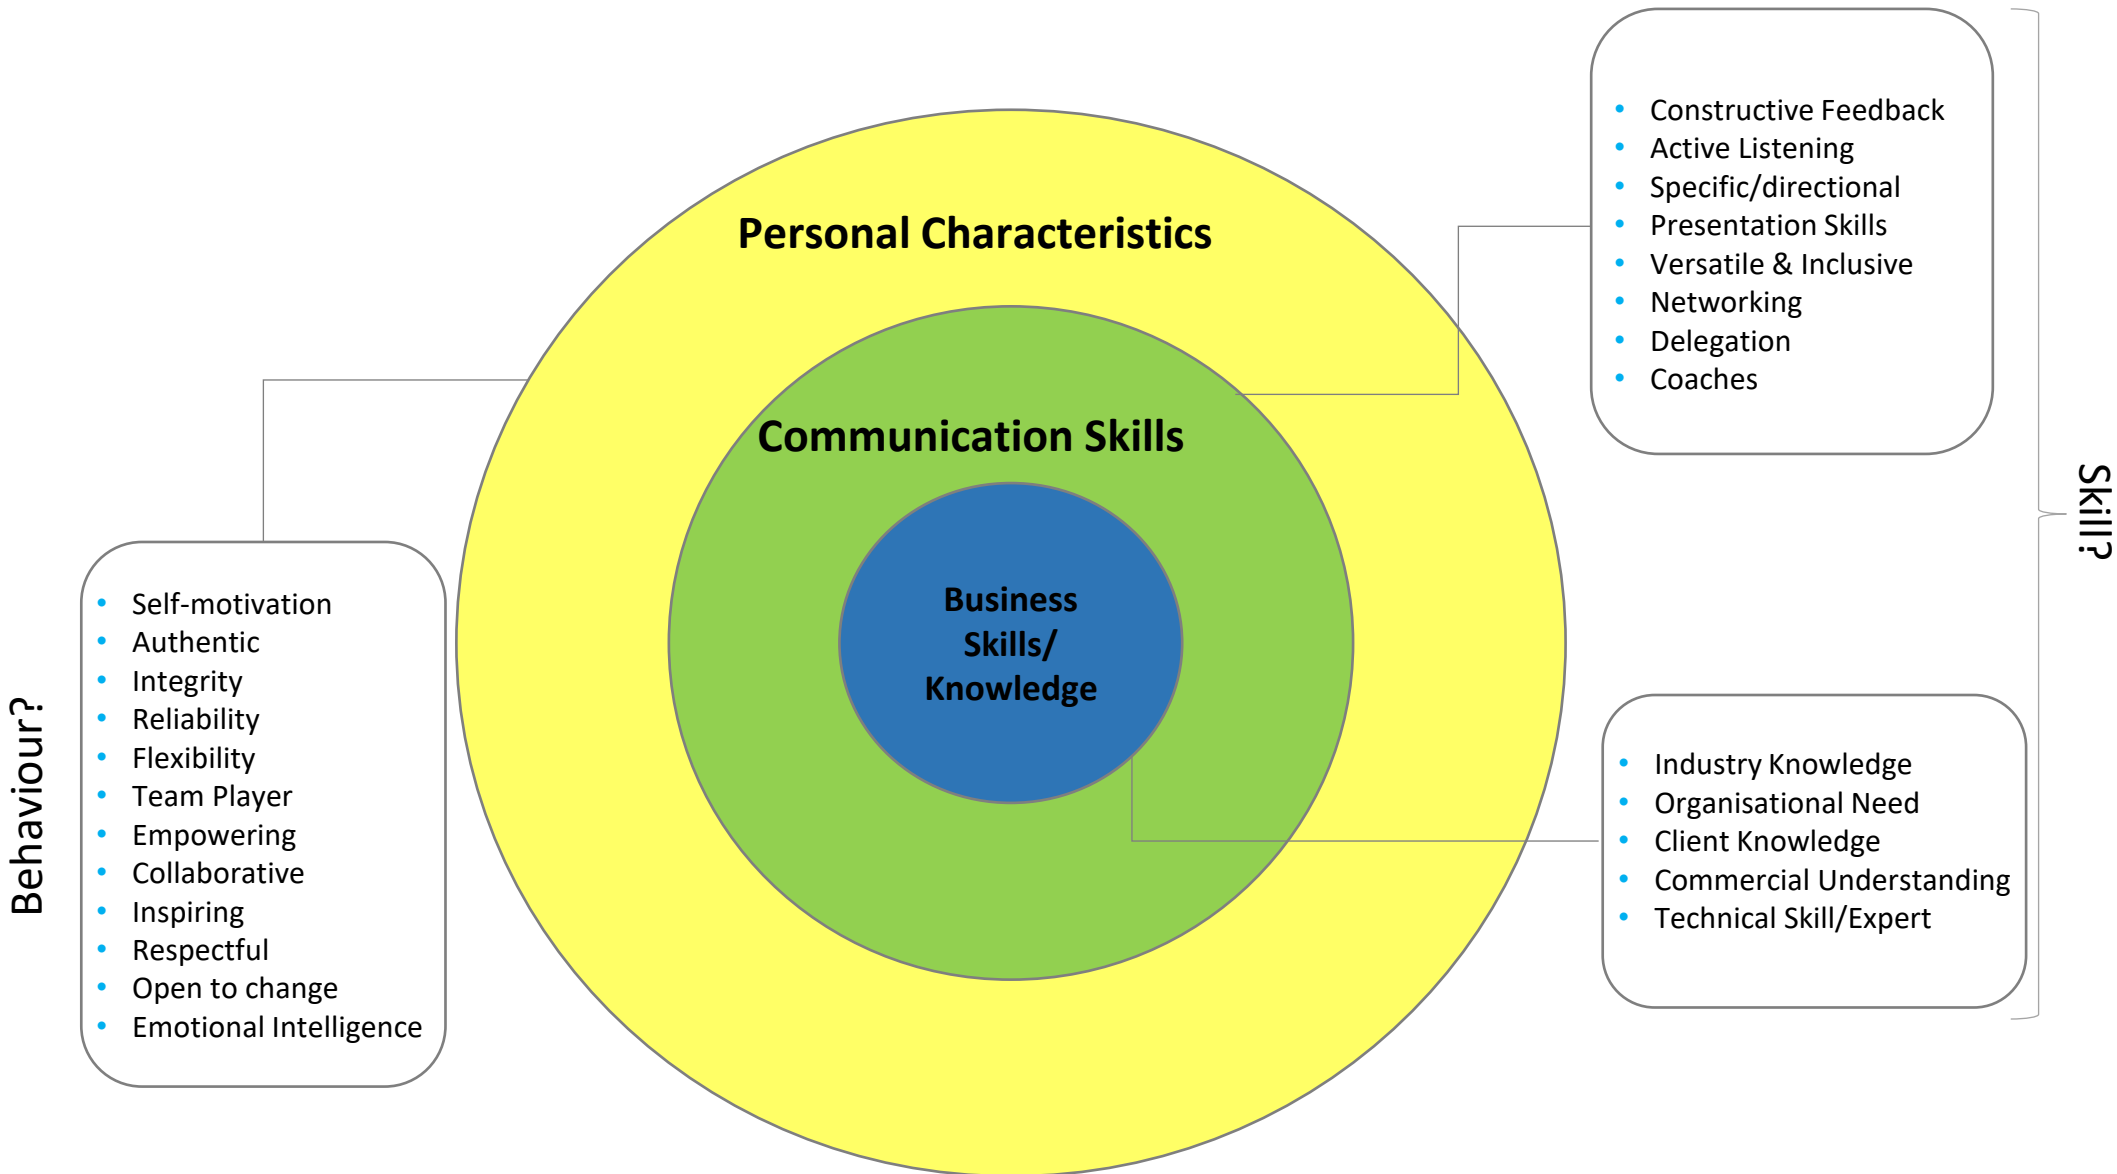 Personal Characteristics
Communication Skills
Business
Skills/
Knowledge
Behaviour?
• Self-motivation
• Authentic
• Integrity
• Reliability
• Flexibility
• Team Player
• Empowering
• Collaborative
• Inspiring
• Respectful
• Open to change
• Emotional Intelligence
• Constructive Feedback
• Active Listening
• Specific/directional
• Presentation Skills
• Versatile & Inclusive
• Networking
• Delegation
• Coaches
• Industry Knowledge
• Organisational Need
• Client Knowledge
• Commercial Understanding
• Technical Skill/Expert
Skill?